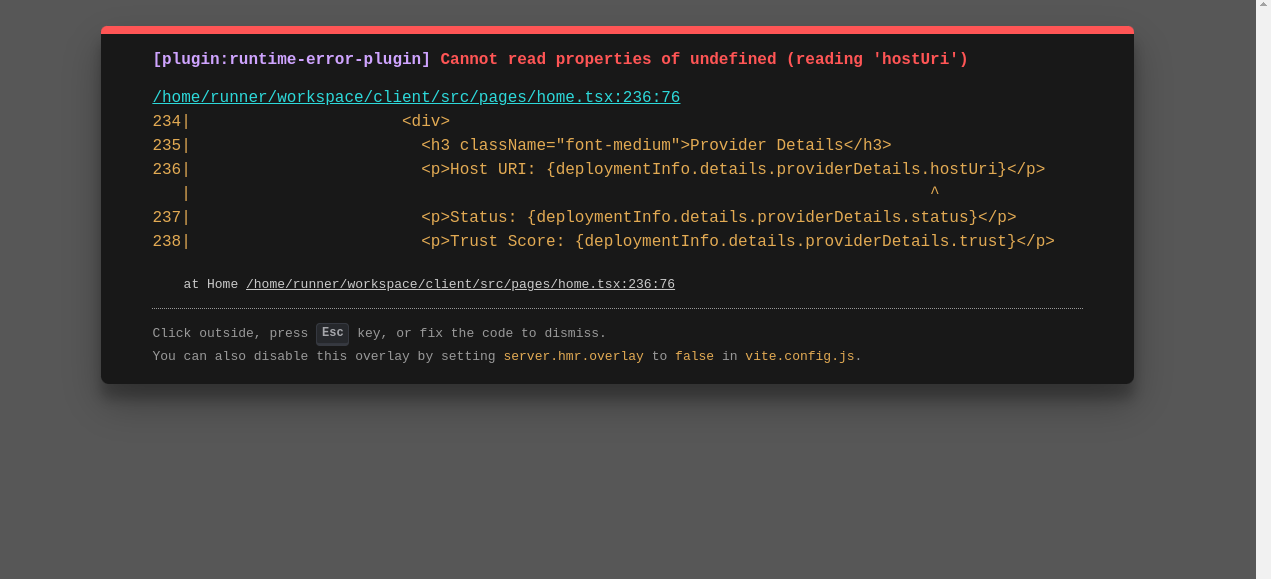 [plugin:runtime-error-plugin] Cannot read properties of undefined (reading 'hostUri')
/home/runner/workspace/client/src/pages/home.tsx:236:76
234|                      <div>
235|                        <h3 className="font-medium">Provider Details</h3>
236|                        <p>Host URI: {deploymentInfo.details.providerDetails.hostUri}</p>
   |                                                                             ^
237|                        <p>Status: {deploymentInfo.details.providerDetails.status}</p>
238|                        <p>Trust Score: {deploymentInfo.details.providerDetails.trust}</p>
at Home /home/runner/workspace/client/src/pages/home.tsx:236:76
Click outside, press Esc key, or fix the code to dismiss.
You can also disable this overlay by setting server.hmr.overlay to false in vite.config.js.